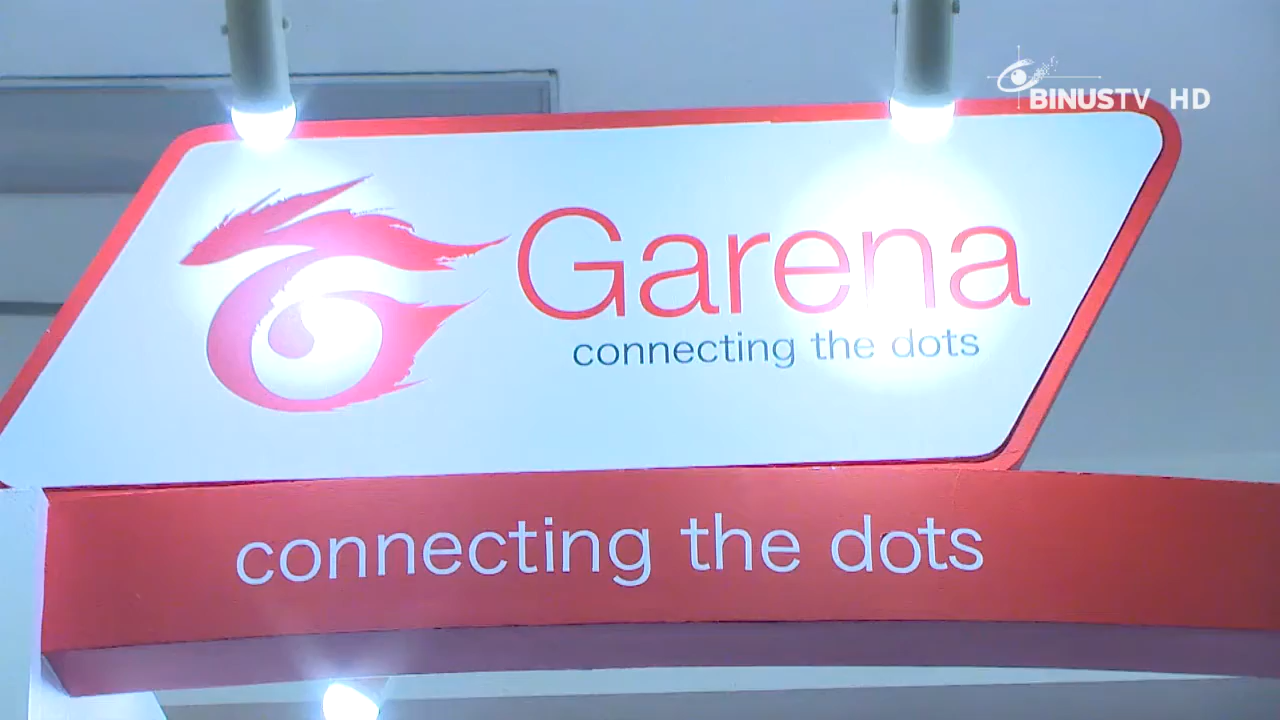 BINUSTV HD
Garena
connecting the dots
connecting the dots